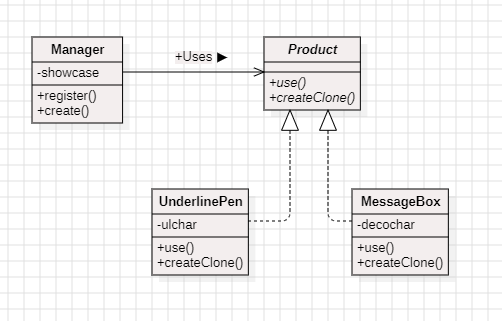 Manager
-showcase
+register()
+create()
+Uses ▶
Product
+use()
+createClone()
UnderlinePen
-ulchar
+use()
+createClone()
MessageBox
-decochar
+use()
+createClone()